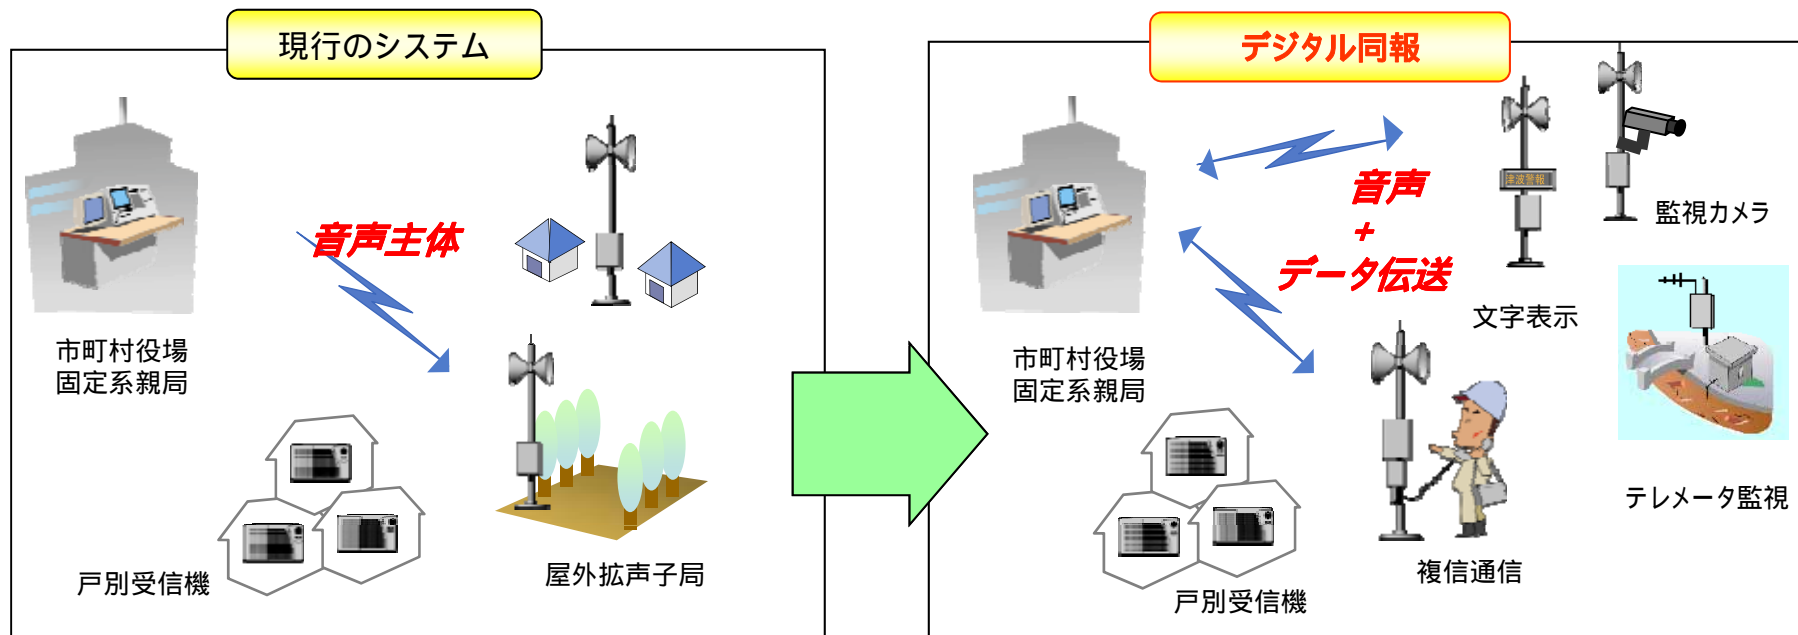 現行のシステム
音声主体
市町村役場
固定系親局
戸別受信機
屋外拡声子局
デジタル同報
音声
+
データ伝送
津波警報
監視カメラ
文字表示
市町村役場
固定系親局
テレメータ監視
複信通信
戸別受信機